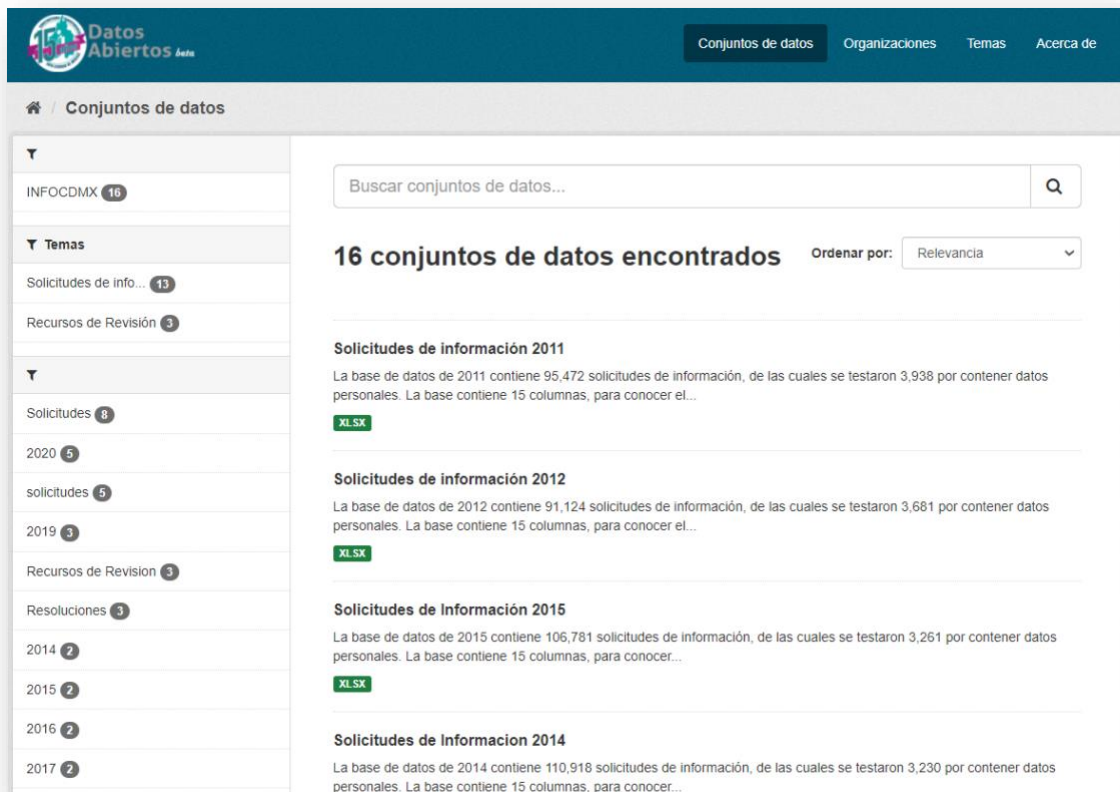 Datos
Abiertos beta
Conjuntos de datos
Organizaciones
Temas
Acerca de
/ Conjuntos de datos
INFOCDMX 16
Temas
Solicitudes de info... 13
Recursos de Revisión 3
Solicitudes 8
2020 5
solicitudes 5
2019 3
Recursos de Revision 3
Resoluciones 3
2014 2
2015 2
2016 2
2017 2
Buscar conjuntos de datos...
16 conjuntos de datos encontrados
Ordenar por:
Relevancia
Solicitudes de información 2011
La base de datos de 2011 contiene 95,472 solicitudes de información, de las cuales se testaron 3,938 por contener datos
personales. La base contiene 15 columnas, para conocer el...
XLSX
Solicitudes de información 2012
La base de datos de 2012 contiene 91,124 solicitudes de información, de las cuales se testaron 3,681 por contener datos
personales. La base contiene 15 columnas, para conocer el...
XLSX
Solicitudes de Información 2015
La base de datos de 2015 contiene 106,781 solicitudes de información, de las cuales se testaron 3,261 por contener datos
personales. La base contiene 15 columnas, para conocer...
XLSX
Solicitudes de Informacion 2014
La base de datos de 2014 contiene 110,918 solicitudes de información, de las cuales se testaron 3,230 por contener datos
personales. La base contiene 15 columnas, para conocer...